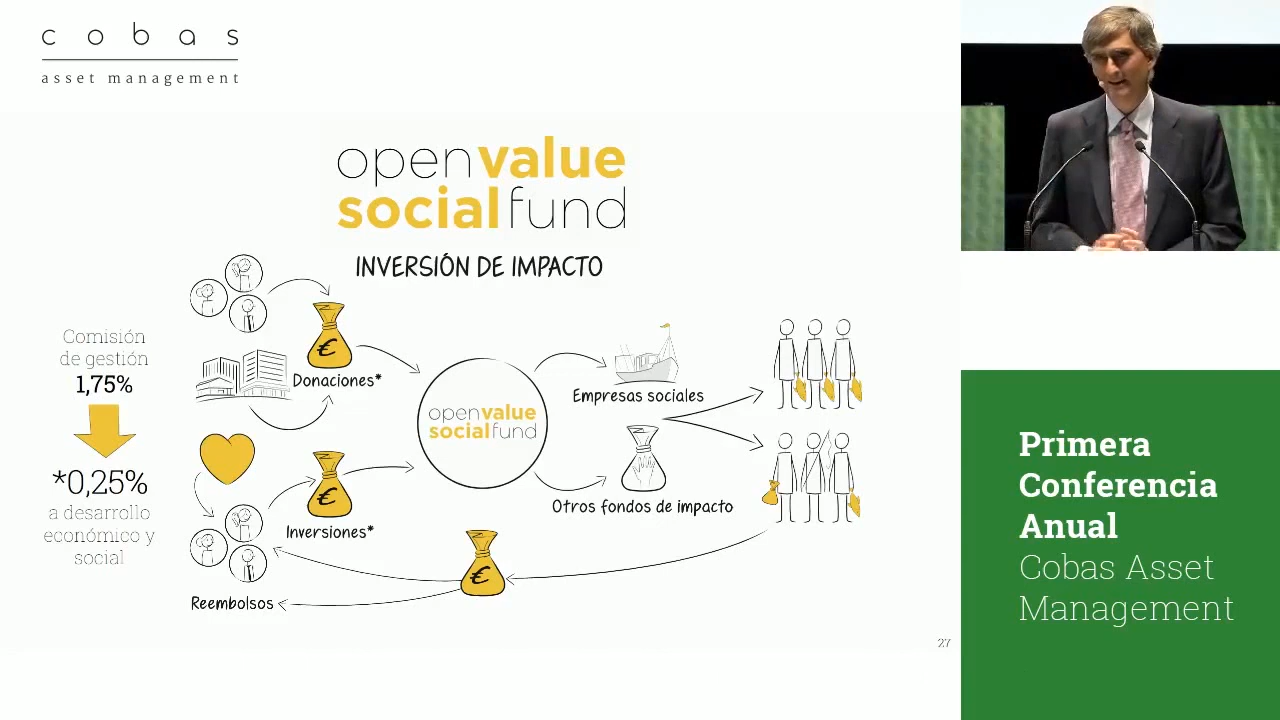 cobas
asset management
open value
social fund
INVERSIÓN DE IMPACTO
Comisión
de gestión
1,75%
*0,25%
a desarrollo
económico y
social
€
Donaciones*
€
Inversiones*
open value
social fund
Empresas sociales
Otros fondos de impacto
€
Reembolsos
27
Primera
Conferencia
Anual
Cobas Asset
Management